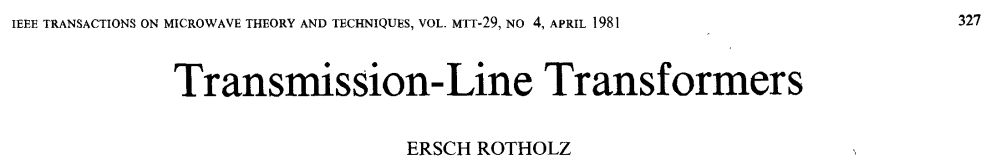 IEEE TRANSACTIONS ON MICROWAVE THEORY AND TECHNIQUES, VOL. MTT-29, NO 4, APRIL 1981 327
Transmission-Line Transformers
ERSCH ROTHOLZ